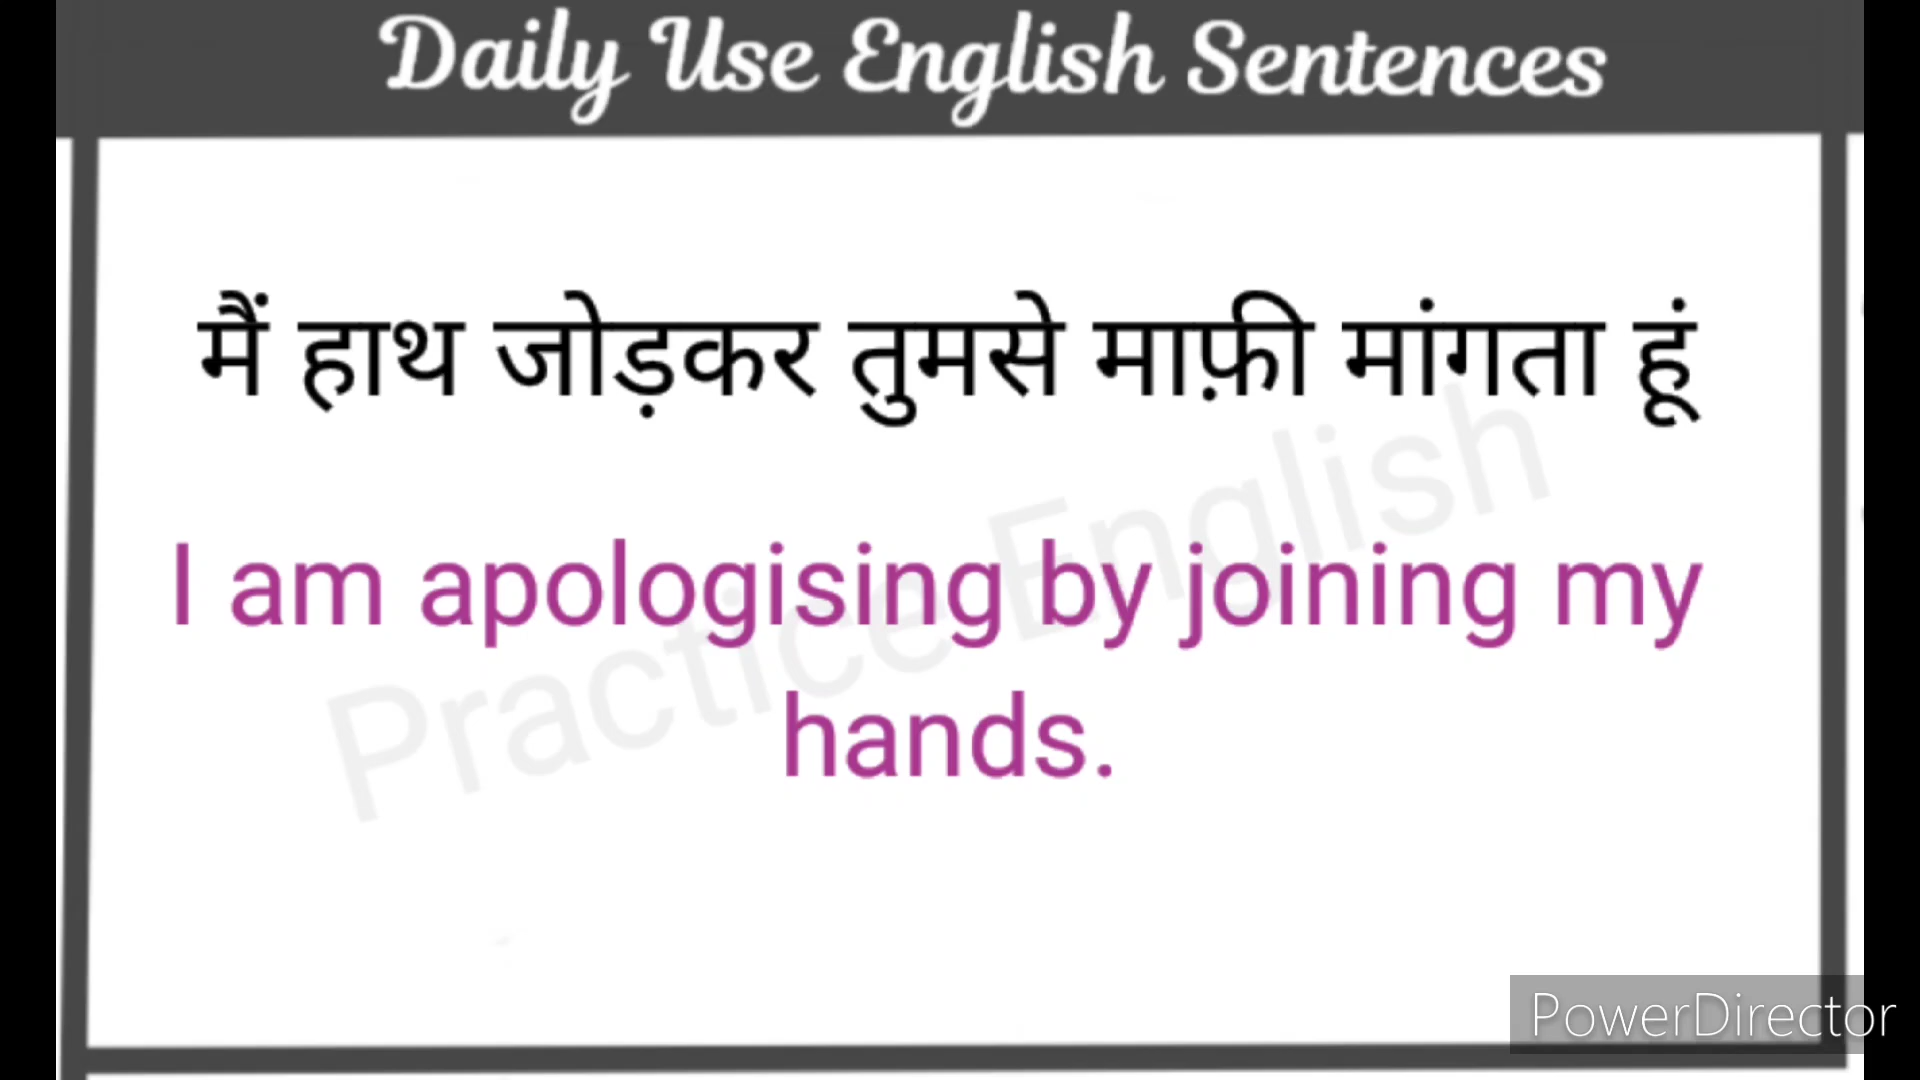 Daily Use English Sentences
मैं हाथ जोड़कर तुमसे माफ़ी मांगता हूं
I am apologising by joining my
hands.
Practice English
PowerDirector